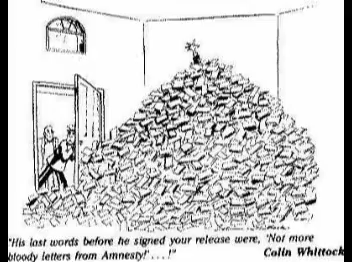 "His last words before he signed your release were, 'Not more
bloody letters from Amnesty!' . . . !"
Colin Whittock